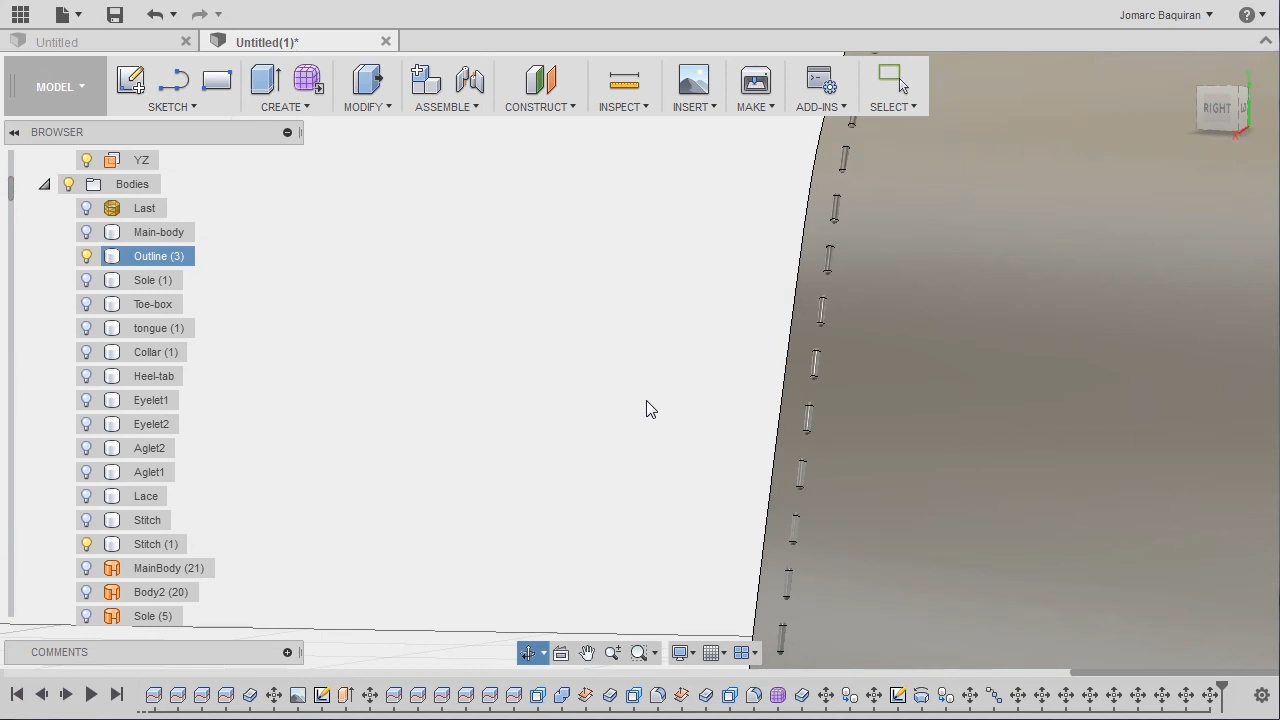 Jomarc Baquiran
Untitled
Untitled(1)*
MODEL
SKETCH
CREATE
MODIFY
ASSEMBLE
CONSTRUCT
INSPECT
INSERT
MAKE
ADD-INS
SELECT
RIGHT
BROWSER
YZ
Bodies
Last
Main-body
Outline (3)
Sole (1)
Toe-box
tongue (1)
Collar (1)
Heel-tab
Eyelet1
Eyelet2
Aglet2
Aglet1
Lace
Stitch
Stitch (1)
MainBody (21)
Body2 (20)
Sole (5)
COMMENTS